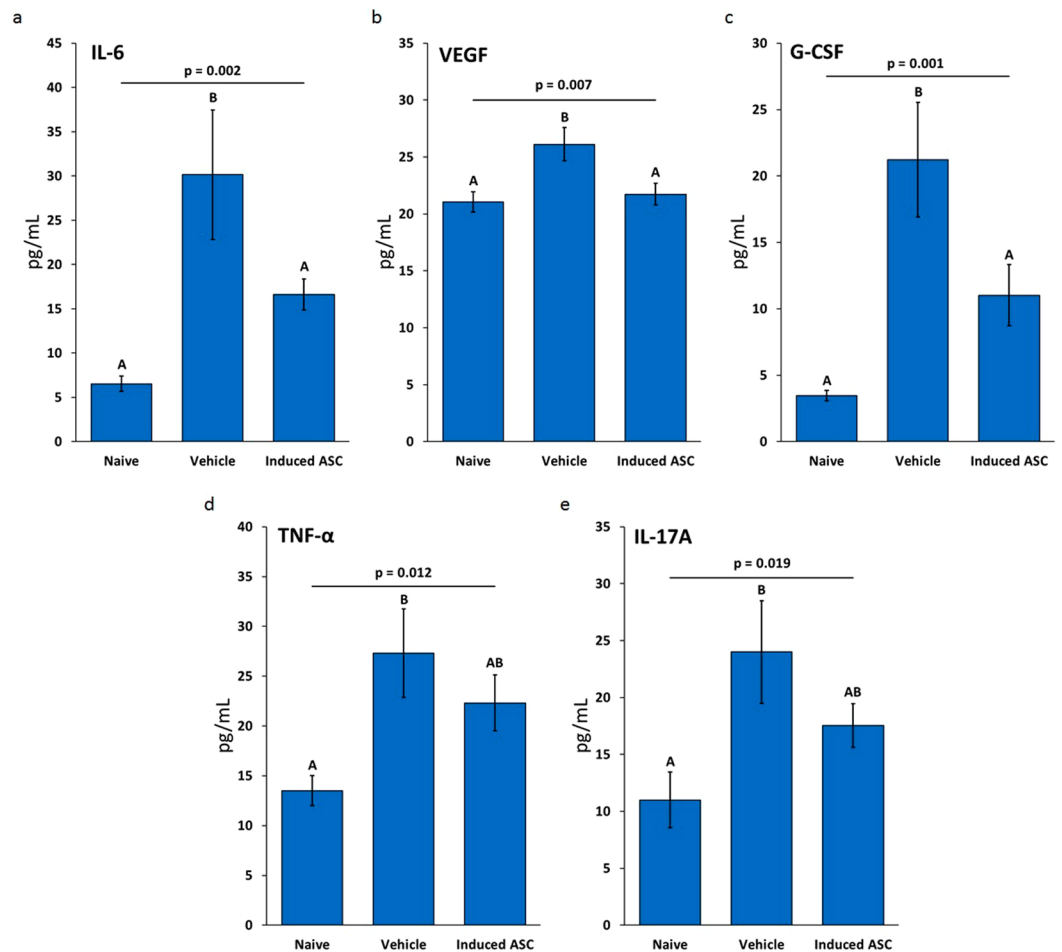 a
IL-6
45
40
35
30
25
20
15
10
5
0
pg/mL
p = 0.002
A
B
A
Naive Vehicle Induced ASC
b
VEGF
35
30
25
20
15
10
5
0
pg/mL
p = 0.007
A
B
A
Naive Vehicle Induced ASC
c
G-CSF
30
25
20
15
10
5
0
pg/mL
p = 0.001
A
B
A
Naive Vehicle Induced ASC
d
TNF-α
40
35
30
25
20
15
10
5
0
pg/mL
p = 0.012
A
B
AB
Naive Vehicle Induced ASC
e
IL-17A
35
30
25
20
15
10
5
0
pg/mL
p = 0.019
A
B
AB
Naive Vehicle Induced ASC